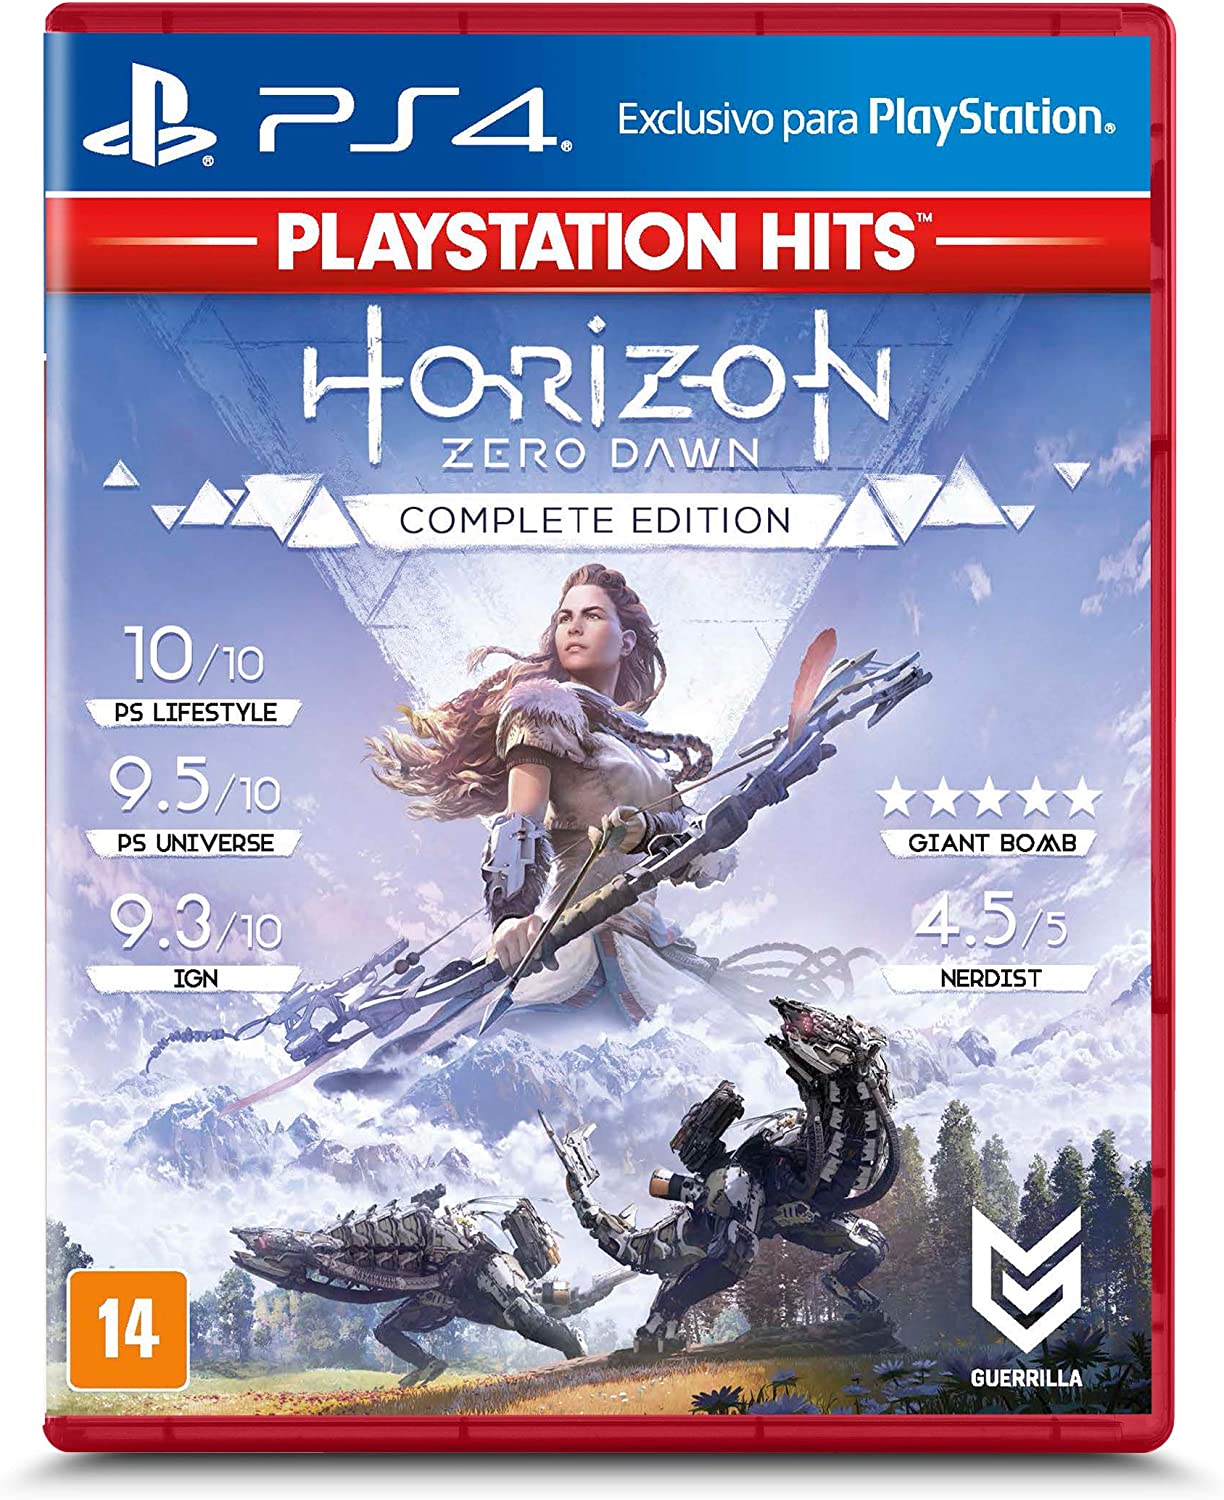 PS4®
Exclusivo para PlayStation®
PLAYSTATION HITS™
HORIZON
ZERO DAWN
COMPLETE EDITION
10/10
PS LIFESTYLE
9.5/10
PS UNIVERSE
9.3/10
IGN
★★★★★
GIANT BOMB
4.5/5
NERDIST
14
GUERRILLA